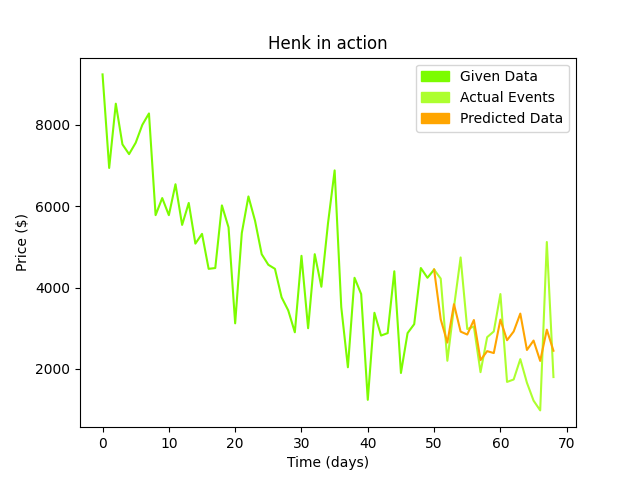 Henk in action
Given Data
Actual Events
Predicted Data
Price ($)
8000
6000
4000
2000
0 10 20 30 40 50 60 70
Time (days)